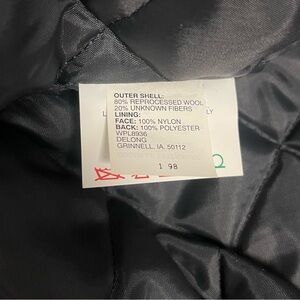 OUTER SHELL:
80% REPROCESSED WOOL
20% UNKNOWN FIBERS
LINING:
FACE: 100% NYLON
BACK: 100% POLYESTER
WPL8936
DELONG
GRINNELL, IA. 50112
1 98